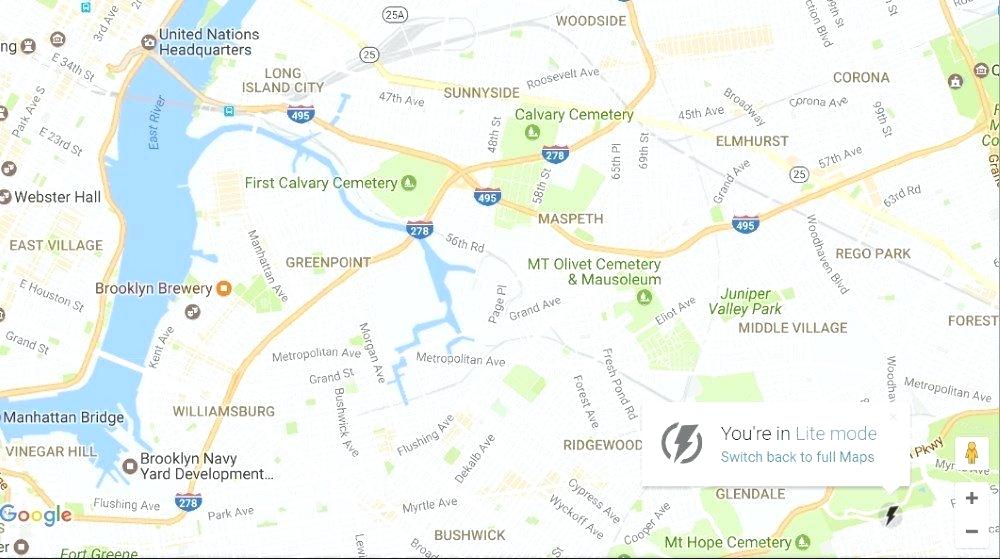 25A
WOODSIDE
3rd Ave
United Nations
Headquarters
25
E 34th St
LONG
ISLAND CITY
Roosevelt Ave
CORONA
SUNNYSIDE
47th Ave
Broadway
Corona Ave
Park Ave S
495
East River
Calvary Cemetery
45th Ave
99th St
E 23rd St
48th St
65th Pl
69th St
ELMHURST
278
57th Ave
First Calvary Cemetery
Grand Ave
25
Webster Hall
495
58th St
63rd Rd
MASPETH
495
278
EAST VILLAGE
56th Rd
Woodhaven Blvd
REGO PARK
GREENPOINT
Manhattan Ave
MT Olivet Cemetery
& Mausoleum
Brooklyn Brewery
E Houston St
Page Pl
Grand Ave
Eliot Ave
Juniper
Valley Park
FOREST
MIDDLE VILLAGE
Grand St
Kent Ave
Morgan Ave
Metropolitan Ave
Metropolitan Ave
Grand St
Fresh Pond Rd
Forest Ave
Metropolitan Ave
Bushwick Ave
WILLIAMSBURG
Manhattan Bridge
Flushing Ave
VINEGAR HILL
Brooklyn Navy
Yard Development...
Dekalb Ave
RIDGEWOOD
You're in Lite mode
Switch back to full Maps
Pkwy
GLENDALE
278
Flushing Ave
Park Ave
Myrtle Ave
Cypress Ave
Wyckoff Ave
Cooper Ave
Google
BUSHWICK
Mt Hope Cemetery
Fort Greene
+
−